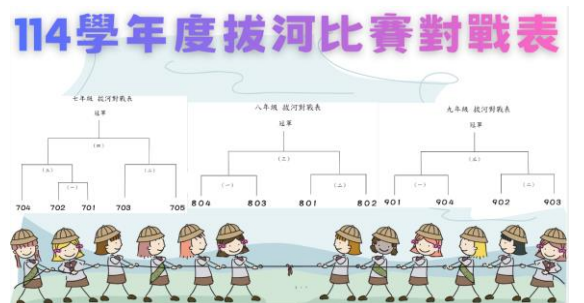 114學年度拔河比賽對戰表
七年級 拔河對戰表
冠軍
(四)
(三)
(二)
(一)
704 702 701 703 705
八年級 拔河對戰表
冠軍
(三)
(一)
(二)
804 803 801 802
九年級 拔河對戰表
冠軍
(三)
(一)
(二)
901 904 902 903